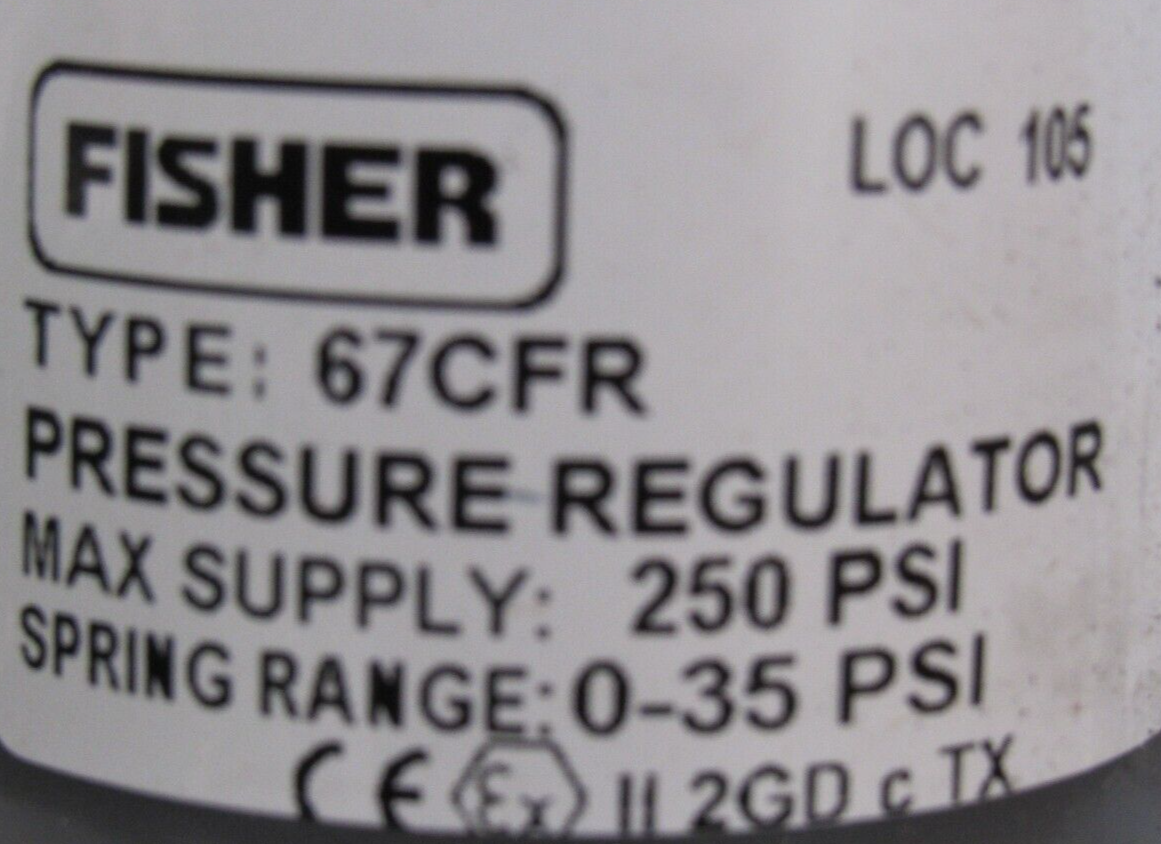 FISHER
LOC 105
TYPE: 67CFR
PRESSURE REGULATOR
MAX SUPPLY: 250 PSI
SPRING RANGE: 0-35 PSI
CE Ex II 2GD c TX